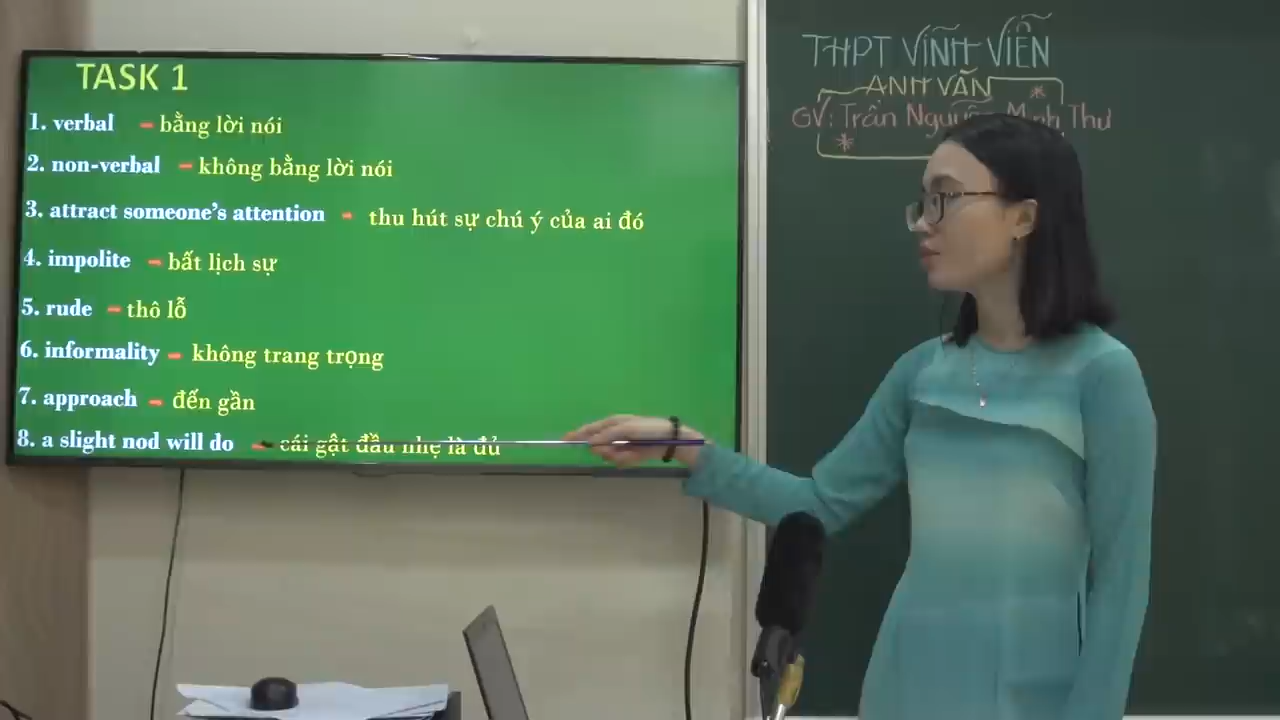 TASK 1
1. verbal - bằng lời nói
2. non-verbal - không bằng lời nói
3. attract someone's attention - thu hút sự chú ý của ai đó
4. impolite - bất lịch sự
5. rude - thô lỗ
6. informality - không trang trọng
7. approach - đến gần
8. a slight nod will do - cái gật đầu nhẹ là đủ
THPT VĨNH VIỄN
ANH VĂN
GV: Trần Nguyễn Minh Thư